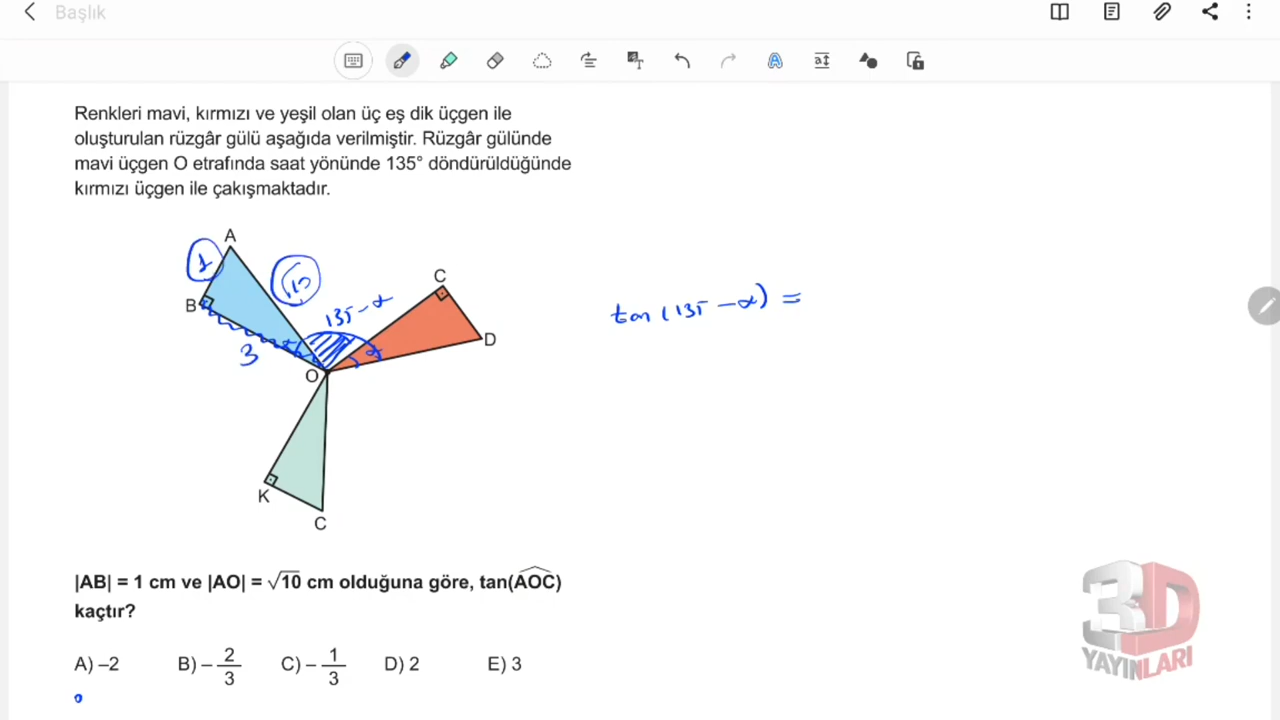 Başlık
Renkleri mavi, kırmızı ve yeşil olan üç eş dik üçgen ile
oluşturulan rüzgâr gülü aşağıda verilmiştir. Rüzgâr gülünde
mavi üçgen O etrafında saat yönünde 135° döndürüldüğünde
kırmızı üçgen ile çakışmaktadır.
A
1
√10
B
3
α
135-α
C
α
D
O
K
C
tan(135-α) =
|AB| = 1 cm ve |AO| = √10 cm olduğuna göre, tan(AOC)
kaçtır?
A) –2 B) –2/3 C) –1/3 D) 2 E) 3
3D
YAYINLARI